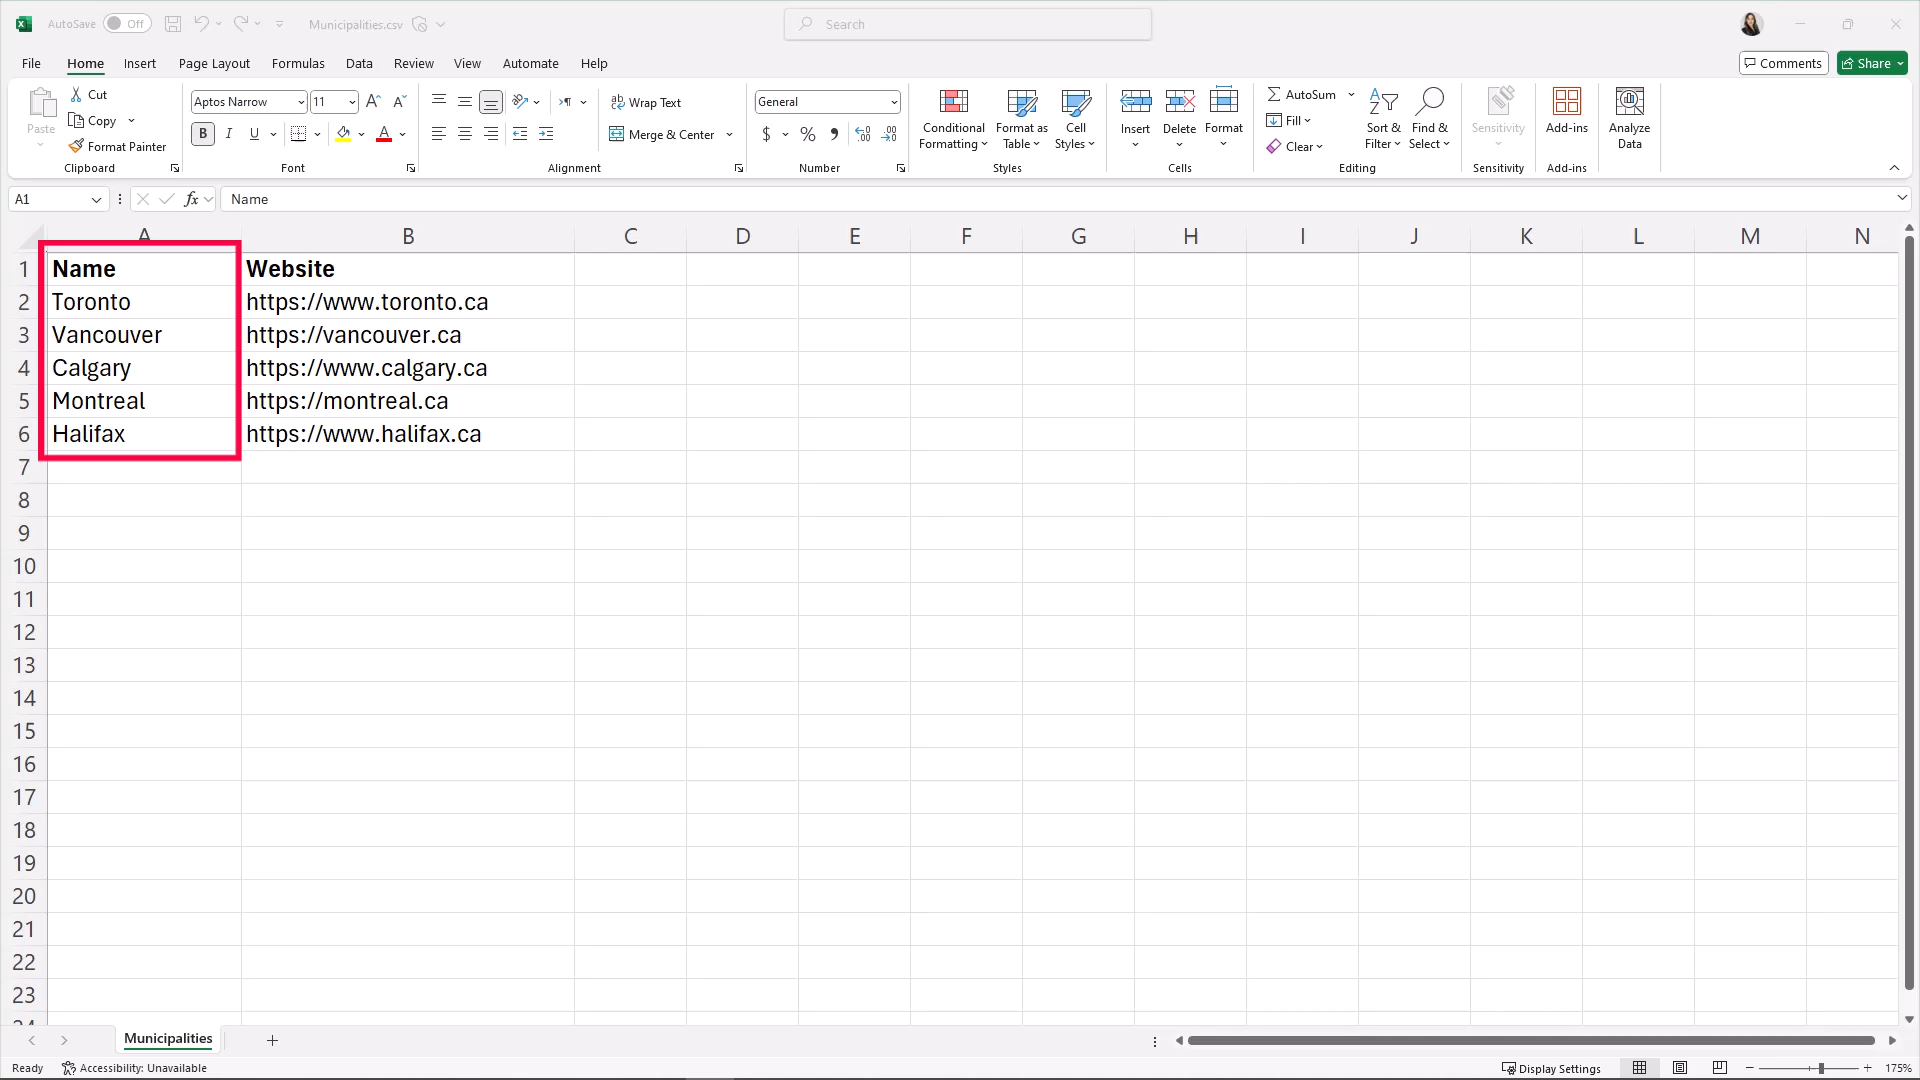 AutoSave Off Municipalities.csv Search
File Home Insert Page Layout Formulas Data Review View Automate Help Comments Share
Paste Cut Copy Format Painter Clipboard
Aptos Narrow 11 B I U A Font
ab Wrap Text Merge & Center Alignment
General $ % , Number
Conditional Formatting Format as Table Cell Styles Styles
Insert Delete Format Cells
AutoSum Fill Clear Sort & Filter Find & Select Editing
Sensitivity Sensitivity
Add-ins Add-ins
Analyze Data
A1 fx Name
A B C D E F G H I J K L M N
1 Name Website
2 Toronto https://www.toronto.ca
3 Vancouver https://vancouver.ca
4 Calgary https://www.calgary.ca
5 Montreal https://montreal.ca
6 Halifax https://www.halifax.ca
7
8
9
10
11
12
13
14
15
16
17
18
19
20
21
22
23
24
Municipalities
Ready Accessibility: Unavailable Display Settings 175%